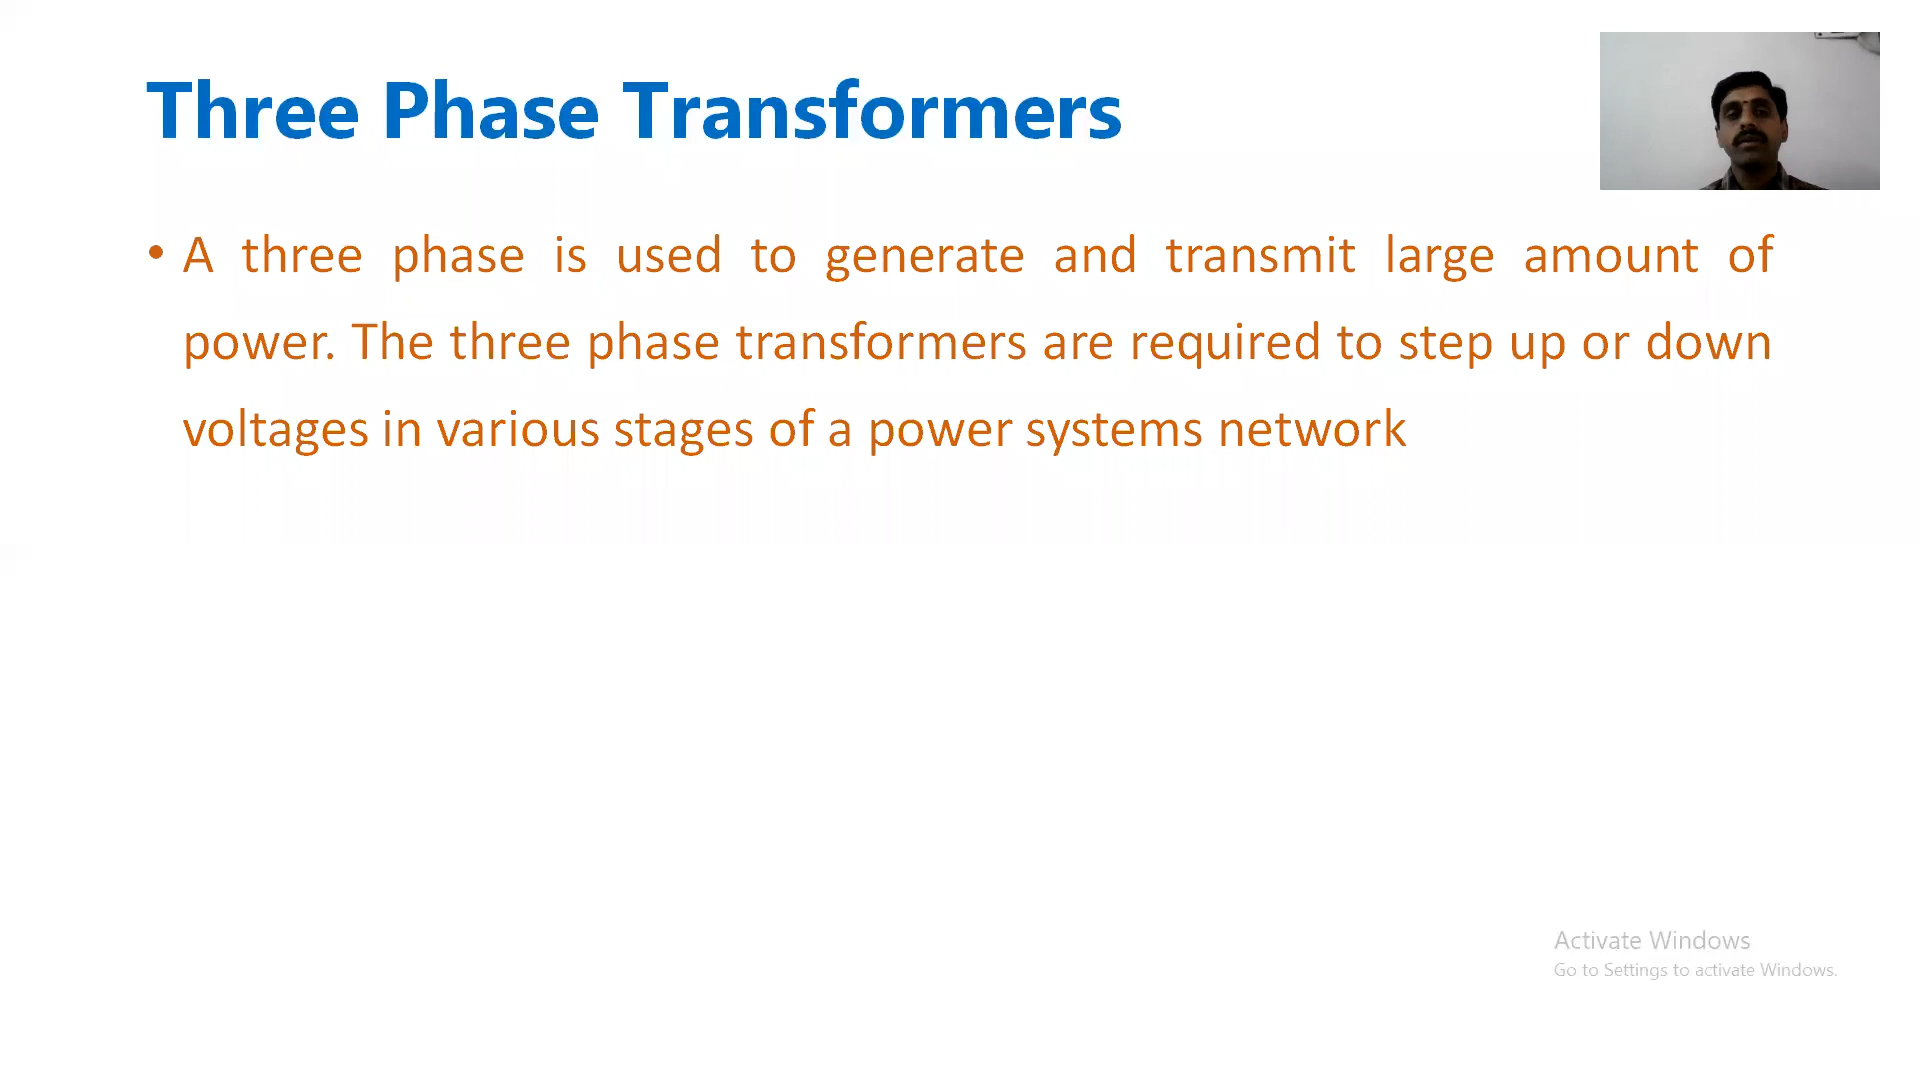 Three Phase Transformers
• A three phase is used to generate and transmit large amount of
power. The three phase transformers are required to step up or down
voltages in various stages of a power systems network
Activate Windows
Go to Settings to activate Windows.